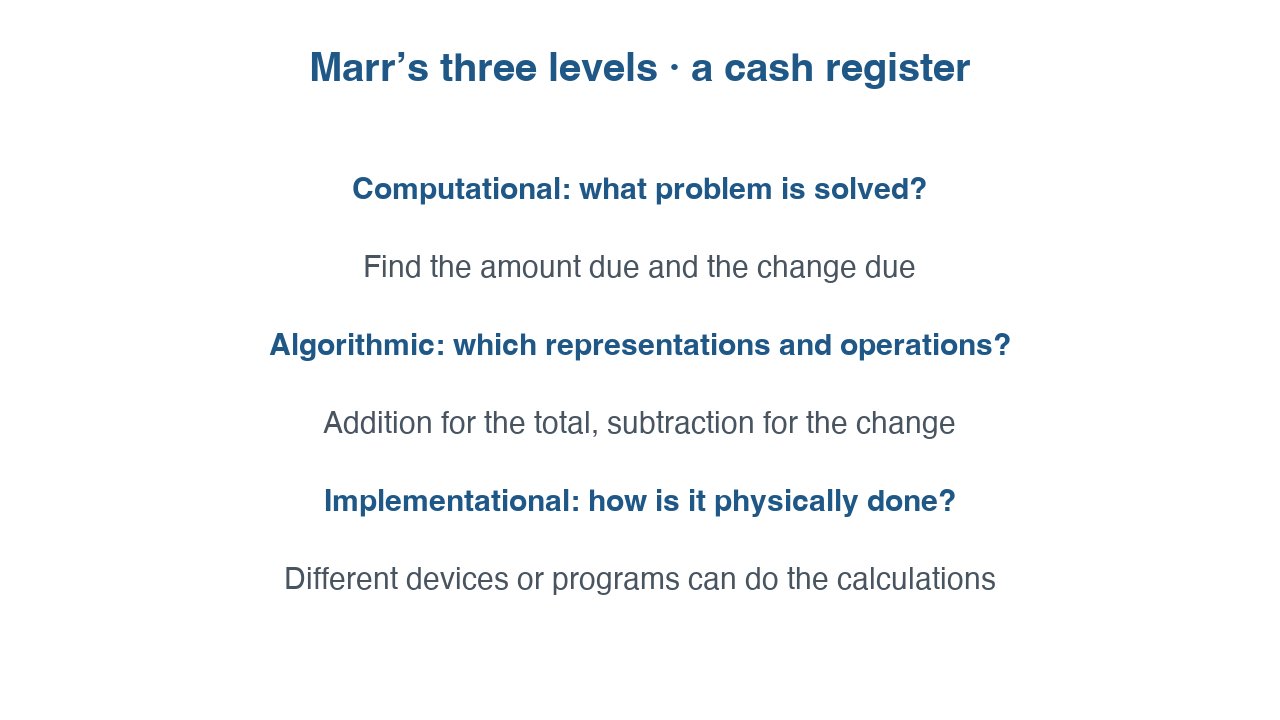 Marr’s three levels · a cash register
Computational: what problem is solved?
Find the amount due and the change due
Algorithmic: which representations and operations?
Addition for the total, subtraction for the change
Implementational: how is it physically done?
Different devices or programs can do the calculations